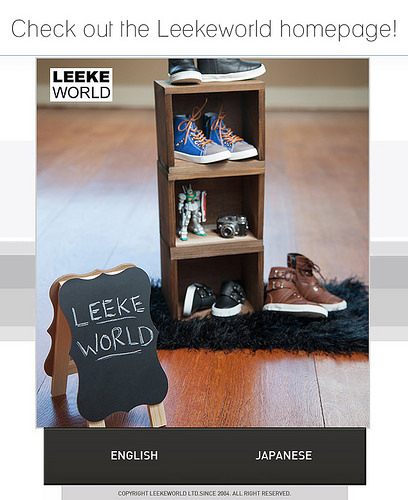 Check out the Leekeworld homepage!
LEEKE
WORLD
LEEKE
WORLD
ENGLISH
JAPANESE
COPYRIGHT LEEKEWORLD LTD.SINCE 2004. ALL RIGHT RESERVED.